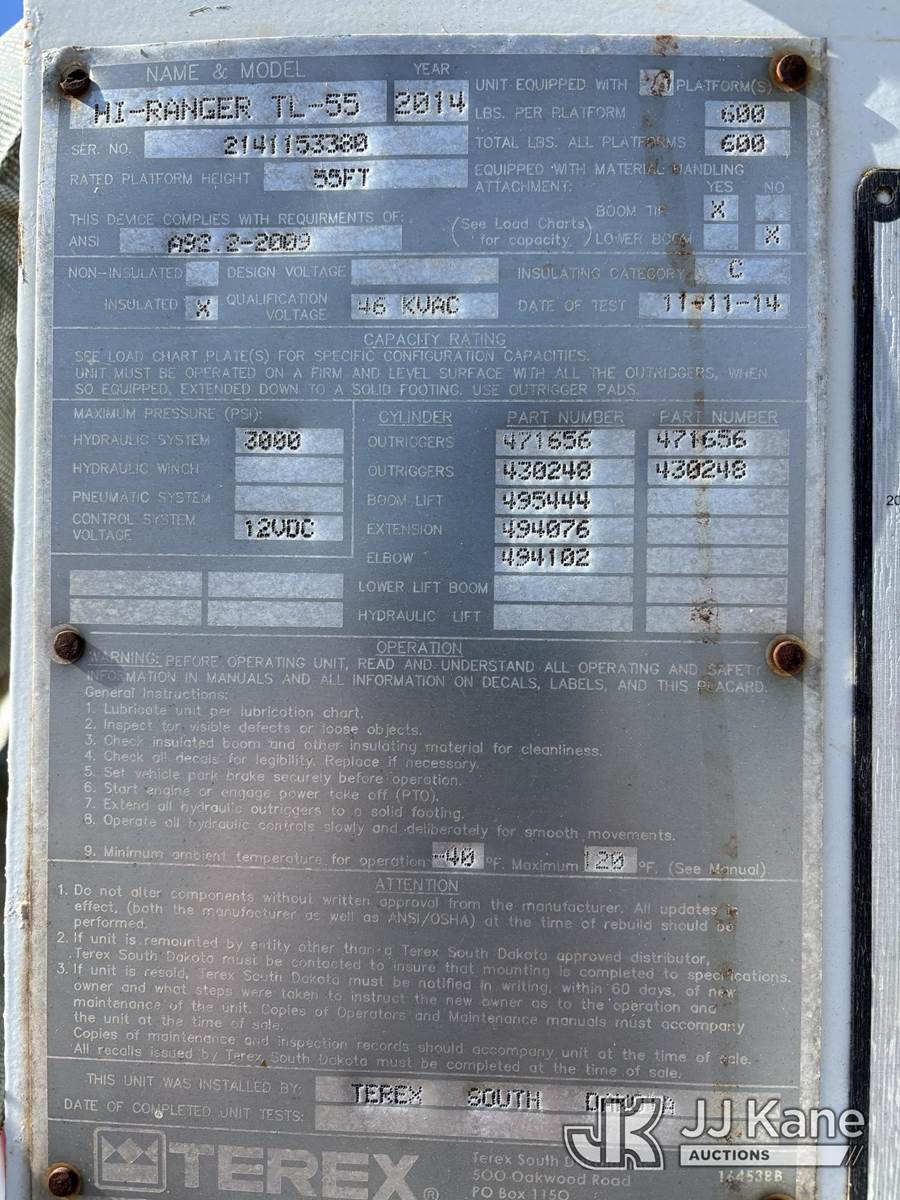 NAME & MODEL
YEAR
HI-RANGER TL-55
2014
UNIT EQUIPPED WITH PLATFORM(S)
LBS. PER PLATFORM 600
SER. NO. 2141153380
TOTAL LBS. ALL PLATFORMS 600
RATED PLATFORM HEIGHT 55FT
EQUIPPED WITH MATERIAL HANDLING
ATTACHMENT: YES NO
BOOM TIP X
THIS DEVICE COMPLIES WITH REQUIRMENTS OF:
(See Load Charts for capacity)
ANSI A92.2-2009
LOWER BOOM X
NON-INSULATED DESIGN VOLTAGE
INSULATING CATEGORY C
INSULATED X QUALIFICATION VOLTAGE 46 KVAC
DATE OF TEST 11-11-14
CAPACITY RATING
SEE LOAD CHART PLATE(S) FOR SPECIFIC CONFIGURATION CAPACITIES.
UNIT MUST BE OPERATED ON A FIRM AND LEVEL SURFACE WITH ALL THE OUTRIGGERS, WHEN
SO EQUIPPED, EXTENDED DOWN TO A SOLID FOOTING. USE OUTRIGGER PADS.
MAXIMUM PRESSURE (PSI):
HYDRAULIC SYSTEM 3000
HYDRAULIC WINCH
PNEUMATIC SYSTEM
CONTROL SYSTEM VOLTAGE 12VDC
CYLINDER PART NUMBER PART NUMBER
OUTRIGGERS 471656 471656
OUTRIGGERS 430248 430248
BOOM LIFT 495444
EXTENSION 494076
ELBOW 494102
LOWER LIFT BOOM
HYDRAULIC LIFT
OPERATION
WARNING: BEFORE OPERATING UNIT, READ AND UNDERSTAND ALL OPERATING AND SAFETY
INFORMATION IN MANUALS AND ALL INFORMATION ON DECALS, LABELS, AND THIS PLACARD.
General Instructions:
1. Lubricate unit per lubrication chart.
2. Inspect for visible defects or loose objects.
3. Check insulated boom and other insulating material for cleanliness.
4. Check all decals for legibility. Replace if necessary.
5. Set vehicle park brake securely before operation.
6. Start engine or engage power take off (PTO).
7. Extend all hydraulic outriggers to a solid footing.
8. Operate all hydraulic controls slowly and deliberately for smooth movements.
9. Minimum ambient temperature for operation -40 °F. Maximum 120 °F. (See Manual)
ATTENTION
1. Do not alter components without written approval from the manufacturer. All updates in
effect, (both the manufacturer as well as ANSI/OSHA) at the time of rebuild should be
performed.
2. If unit is remounted by entity other than a Terex South Dakota approved distributor,
Terex South Dakota must be contacted to insure that mounting is completed to specifications.
3. If unit is resold, Terex South Dakota must be notified in writing, within 60 days, of new
owner and what steps were taken to instruct the new owner as to the operation and
maintenance of the unit. Copies of Operators and Maintenance manuals must accompany
the unit at the time of sale.
Copies of maintenance and inspection records should accompany unit at the time of sale.
All recalls issued by Terex South Dakota must be completed at the time of sale.
THIS UNIT WAS INSTALLED BY: TEREX SOUTH DAKOTA
DATE OF COMPLETED UNIT TESTS:
TEREX®
Terex South
500 Oakwood Road
PO Box 1150
JK JJ Kane
AUCTIONS
164538B
20